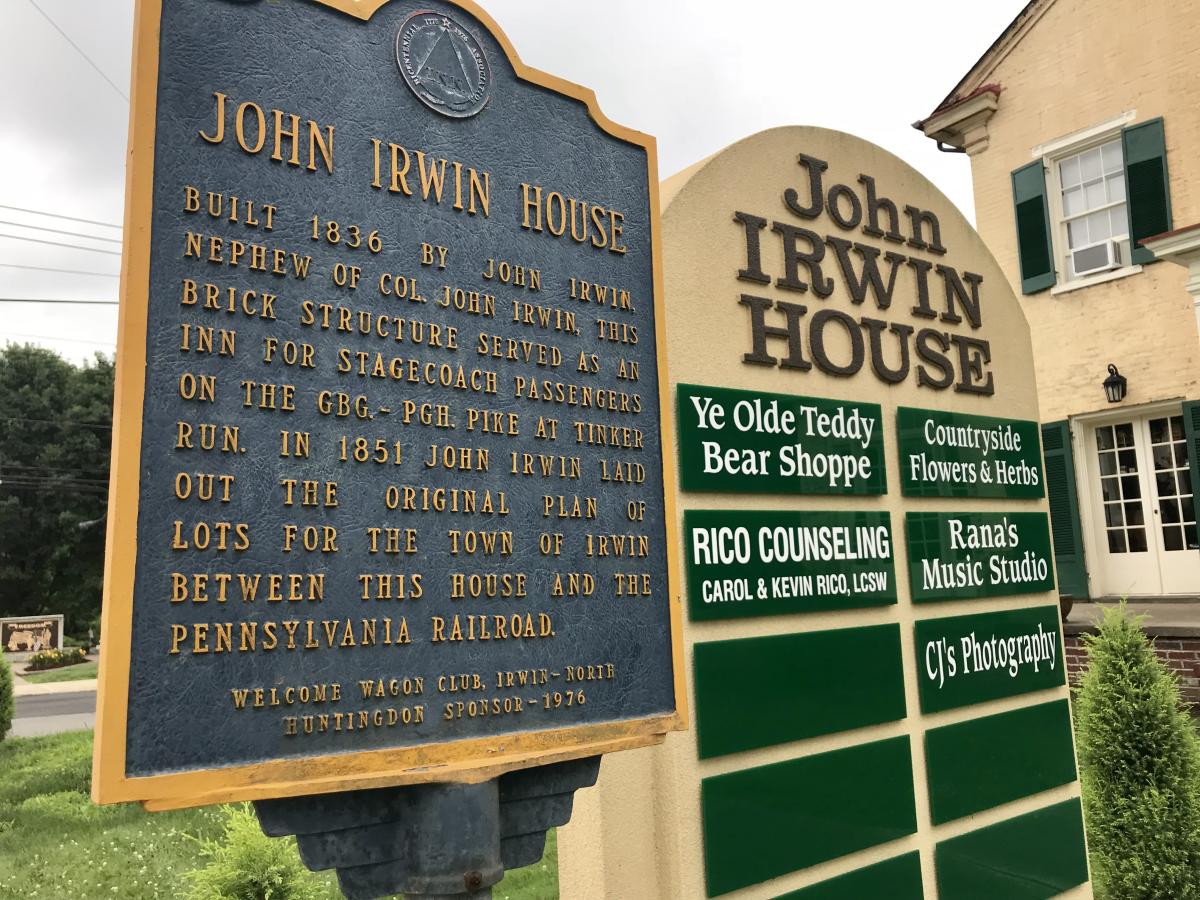 BICENTENNIAL 1776 1976 ASSOCIATION
JOHN IRWIN HOUSE
BUILT 1836 BY JOHN IRWIN,
NEPHEW OF COL. JOHN IRWIN, THIS
BRICK STRUCTURE SERVED AS AN
INN FOR STAGECOACH PASSENGERS
ON THE GBG.-PGH. PIKE AT TINKER
RUN. IN 1851 JOHN IRWIN LAID
OUT THE ORIGINAL PLAN OF
LOTS FOR THE TOWN OF IRWIN
BETWEEN THIS HOUSE AND THE
PENNSYLVANIA RAILROAD.
WELCOME WAGON CLUB, IRWIN-NORTH
HUNTINGDON SPONSOR-1976
John
IRWIN
HOUSE
Ye Olde Teddy
Bear Shoppe
Countryside
Flowers & Herbs
RICO COUNSELING
CAROL & KEVIN RICO, LCSW
Rana's
Music Studio
CJ's Photography